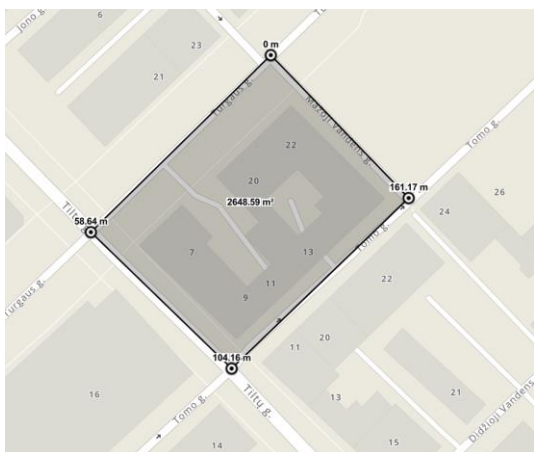 Jono g.
6
23
21
0 m
Turgaus g.
Mažoji Vandens g.
22
20
2648.59 m²
161.17 m
Tomo g.
26
24
58.64 m
Tiltų g.
7
13
Tomo g.
22
11
9
Turgaus g.
20
11
104.16 m
16
Tiltų g.
21
13
Tomo g.
14
15
Didžioji Vandens